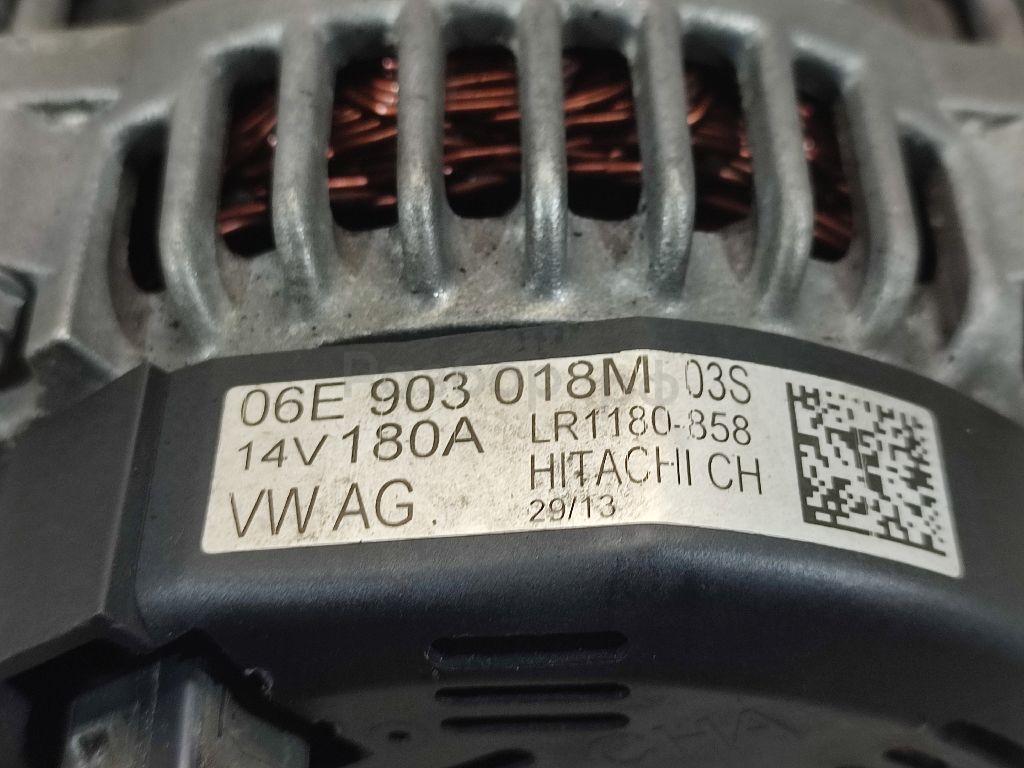 06E 903 018M 03S
14V 180A LR1180-858
HITACHI CH
VW AG.
29/13